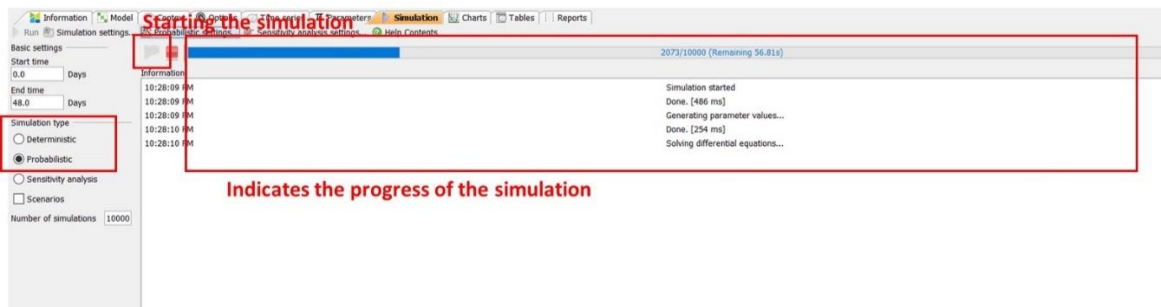 Information Model Context Options Time series Parameters Simulation Charts Tables Reports
Starting the simulation
Run Simulation settings... Probabilistic settings... Sensitivity analysis settings... Help Contents
Basic settings
Start time
0.0 Days
End time
48.0 Days
Simulation type
Deterministic
Probabilistic
Sensitivity analysis
Scenarios
Number of simulations 10000
2073/10000 (Remaining 56.81s)
Information
10:28:09 PM Simulation started
10:28:09 PM Done. [486 ms]
10:28:09 PM Generating parameter values...
10:28:10 PM Done. [254 ms]
10:28:10 PM Solving differential equations...
Indicates the progress of the simulation